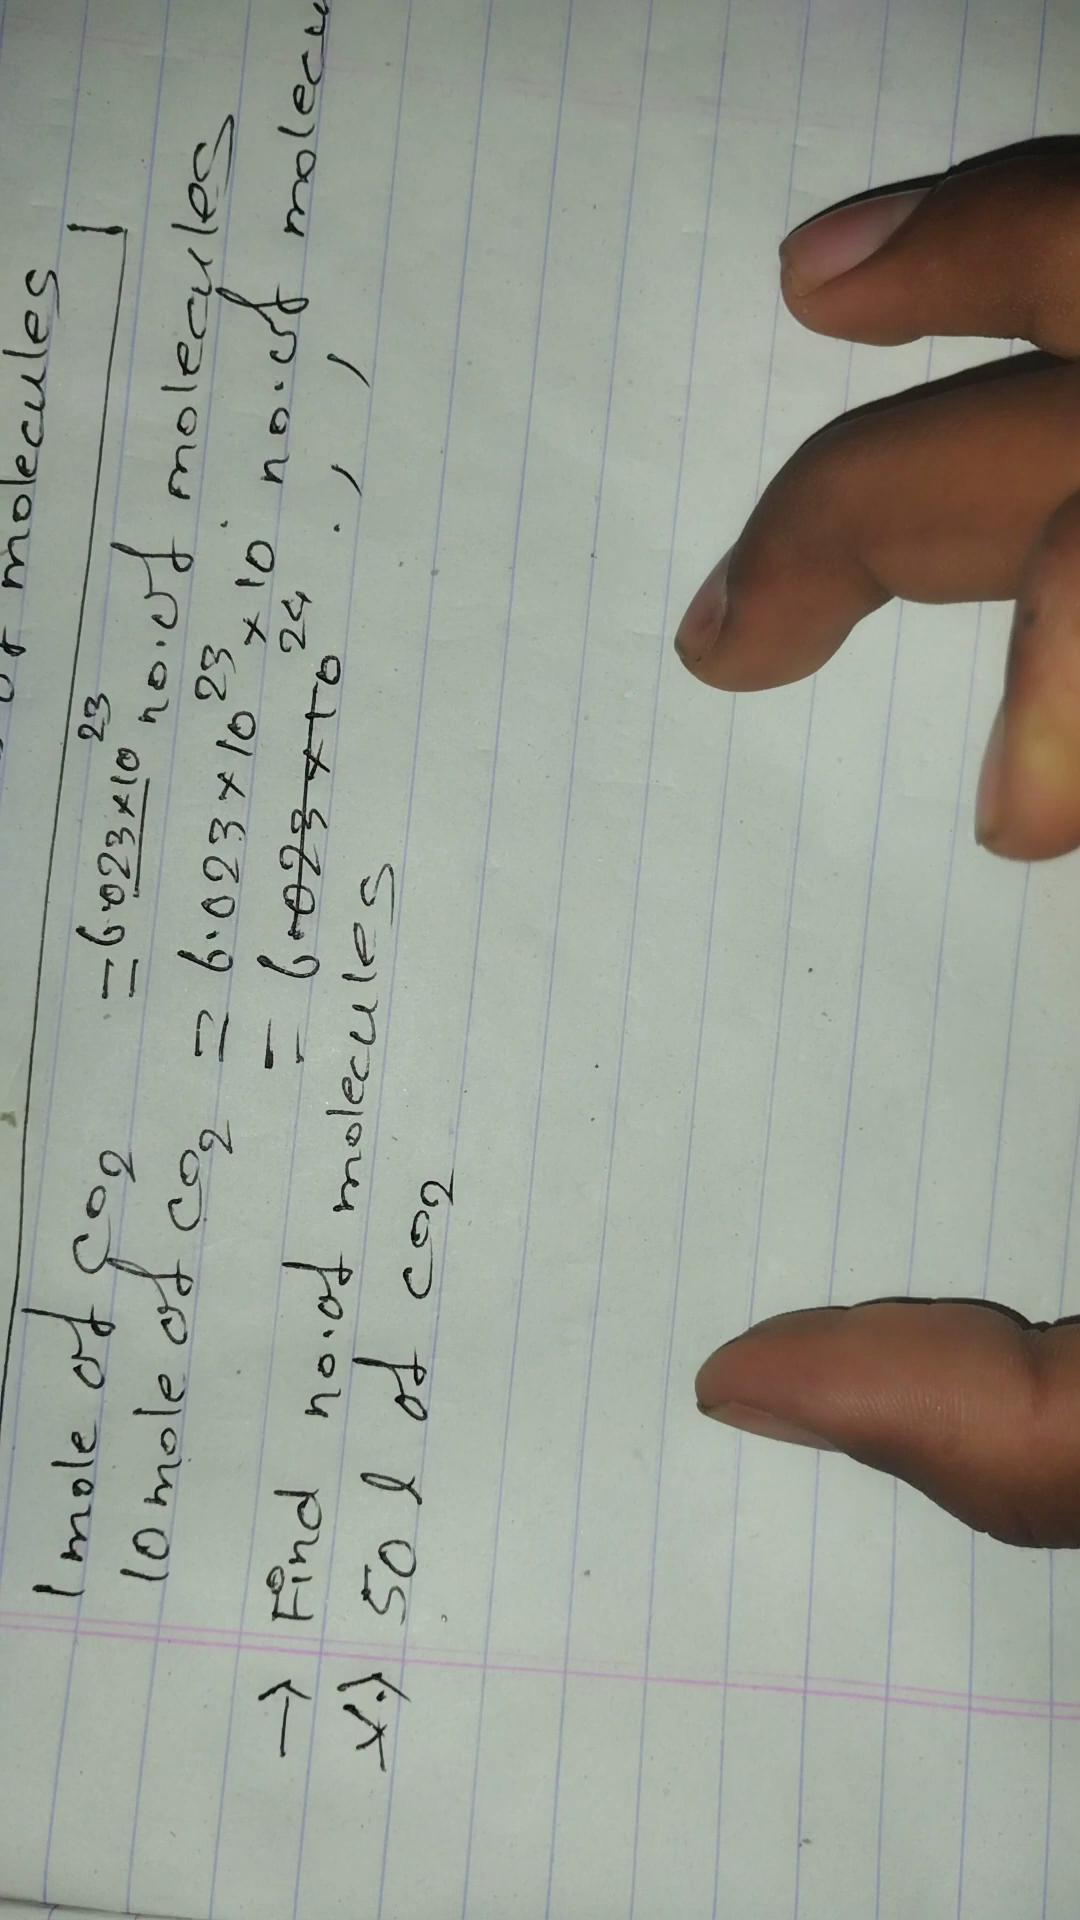 of molecules
1 mole of CO2 = 6.023×10^23 no. of molecules
10 mole of CO2 = 6.023×10^23 ×10 no. of
= 6.023×10^24 . , ,
→ Find no. of molecules
x.) 50 l of CO2